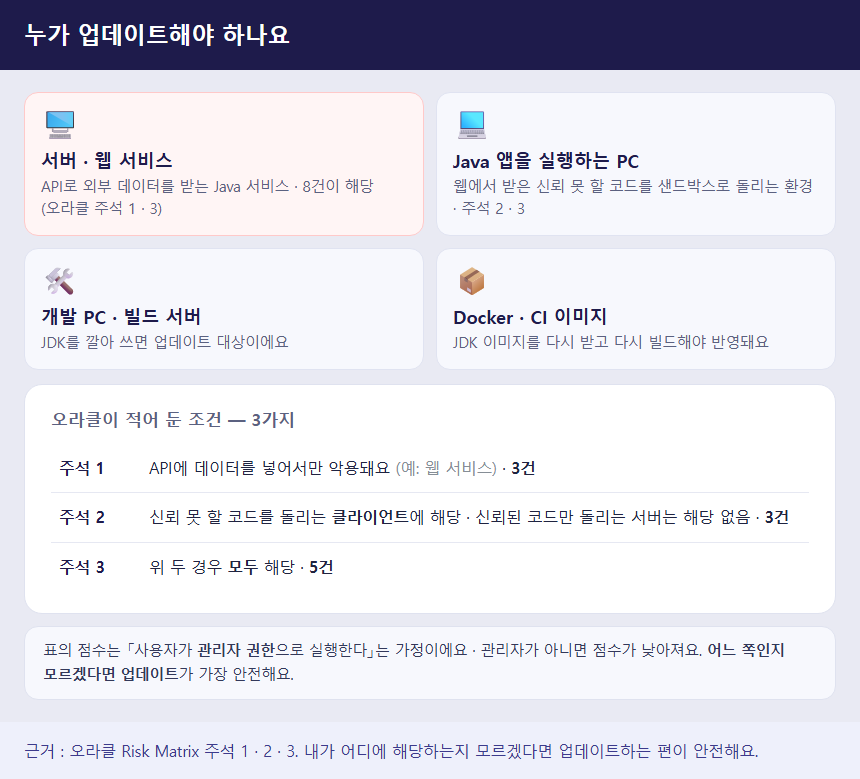 누가 업데이트해야 하나요
서버 · 웹 서비스
API로 외부 데이터를 받는 Java 서비스 · 8건이 해당
(오라클 주석 1 · 3)
Java 앱을 실행하는 PC
웹에서 받은 신뢰 못 할 코드를 샌드박스로 돌리는 환경
· 주석 2 · 3
개발 PC · 빌드 서버
JDK를 깔아 쓰면 업데이트 대상이에요
Docker · CI 이미지
JDK 이미지를 다시 받고 다시 빌드해야 반영돼요
오라클이 적어 둔 조건 — 3가지
주석 1 API에 데이터를 넣어서만 악용돼요 (예: 웹 서비스) · 3건
주석 2 신뢰 못 할 코드를 돌리는 클라이언트에 해당 · 신뢰된 코드만 돌리는 서버는 해당 없음 · 3건
주석 3 위 두 경우 모두 해당 · 5건
표의 점수는 「사용자가 관리자 권한으로 실행한다」는 가정이에요 · 관리자가 아니면 점수가 낮아져요. 어느 쪽인지
모르겠다면 업데이트가 가장 안전해요.
근거 : 오라클 Risk Matrix 주석 1 · 2 · 3. 내가 어디에 해당하는지 모르겠다면 업데이트하는 편이 안전해요.